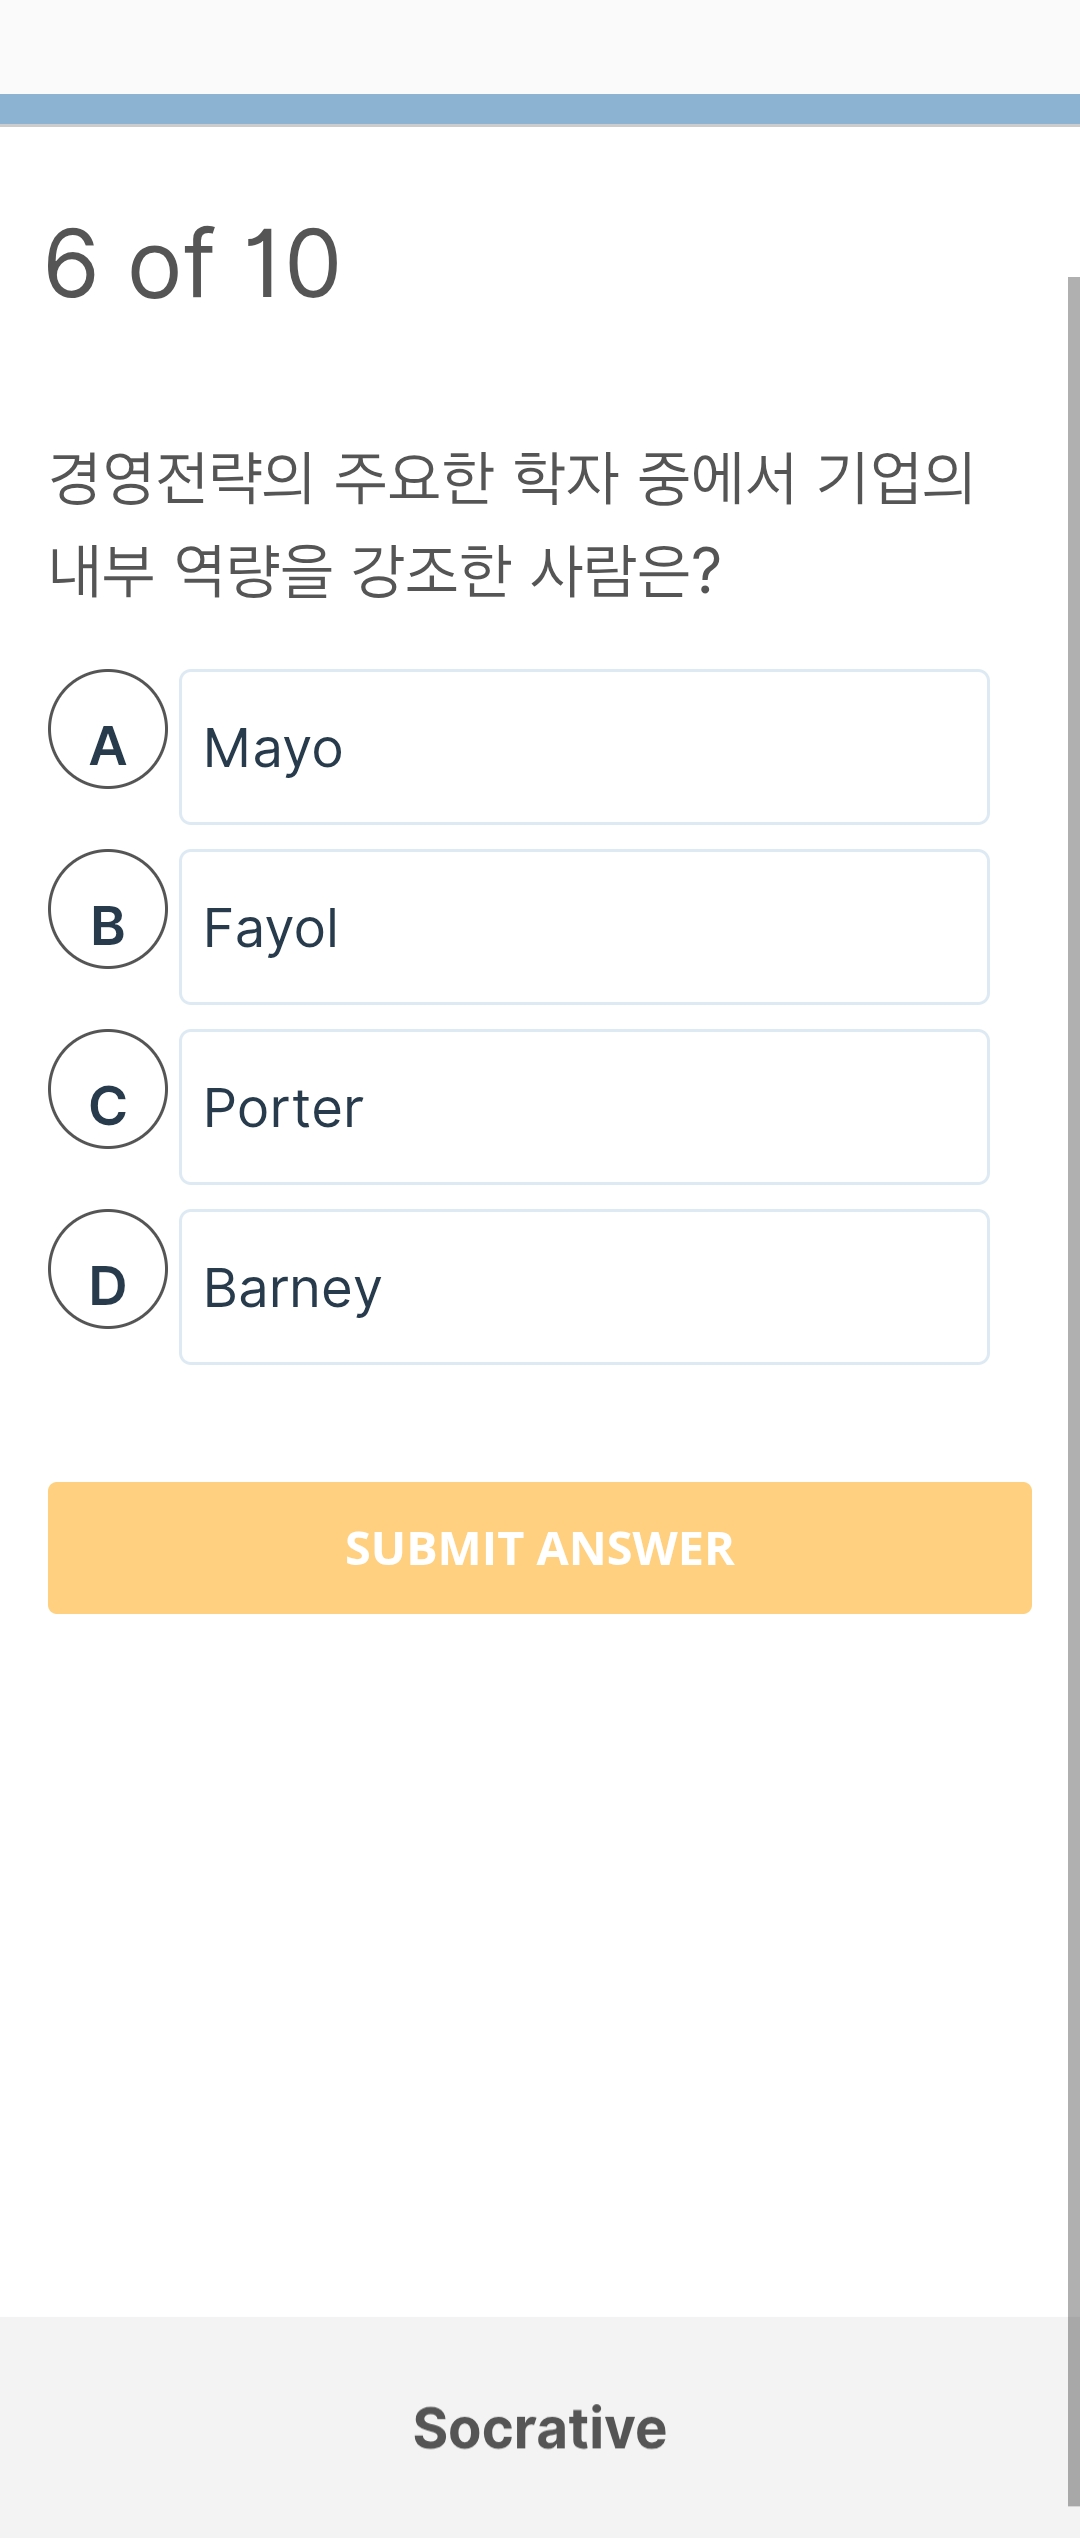 6 of 10
경영전략의 주요한 학자 중에서 기업의
내부 역량을 강조한 사람은?
A Mayo
B Fayol
C Porter
D Barney
SUBMIT ANSWER
Socrative